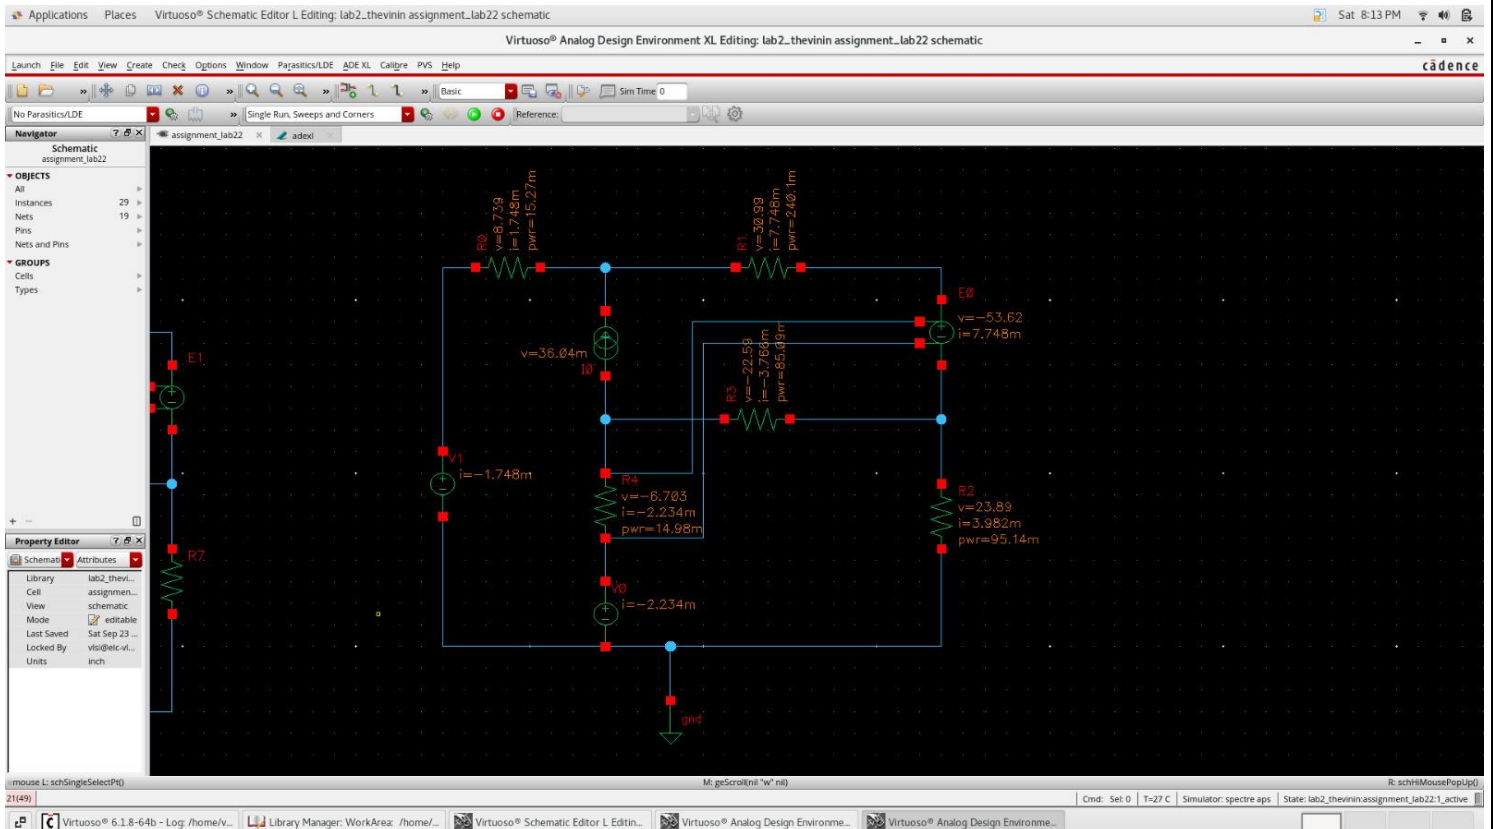 Applications Places Virtuoso® Schematic Editor L Editing: lab2_thevinin assignment_lab22 schematic Sat 8:13 PM
Virtuoso® Analog Design Environment XL Editing: lab2_thevinin assignment_lab22 schematic
Launch File Edit View Create Check Options Window Parasitics/LDE ADE XL Calibre PVS Help cādence
» » » » Basic Sim Time 0
No Parasitics/LDE » Single Run, Sweeps and Corners Reference:
Navigator ? × assignment_lab22 × adexl
Schematic
assignment_lab22
OBJECTS
All
Instances 29
Nets 19
Pins
Nets and Pins
GROUPS
Cells
Types
+ −
Property Editor ? ×
Schemati Attributes
Library lab2_thevi...
Cell assignmen...
View schematic
Mode editable
Last Saved Sat Sep 23 ...
Locked By vlsi@elc-vl...
Units inch
R0
v=8.739
i=1.748m
pwr=15.27m
R1
v=30.99
i=7.748m
pwr=240.1m
E0
v=-53.62
i=7.748m
v=36.04m
I0
R3
v=-22.59
i=-3.766m
pwr=85.09m
E1
V1
i=-1.748m
R4
v=-6.703
i=-2.234m
pwr=14.98m
R2
v=23.89
i=3.982m
pwr=95.14m
R7
V0
i=-2.234m
gnd
mouse L: schSingleSelectPt() M: geScroll(nil "w" nil) R: schHiMousePopUp()
21(49) Cmd: Sel: 0 T=27 C Simulator: spectre aps State: lab2_thevinin:assignment_lab22:1_active
Virtuoso® 6.1.8-64b - Log: /home/v... Library Manager: WorkArea: /home/... Virtuoso® Schematic Editor L Editin... Virtuoso® Analog Design Environme... Virtuoso® Analog Design Environme...